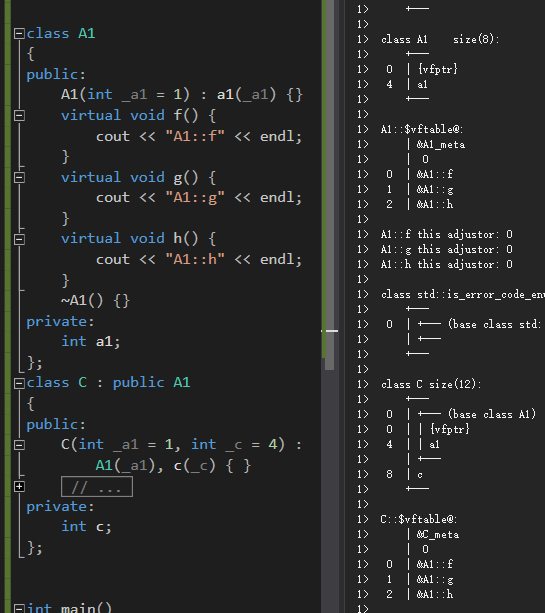 class A1
{
public:
    A1(int _a1 = 1) : a1(_a1) {}
    virtual void f() {
        cout << "A1::f" << endl;
    }
    virtual void g() {
        cout << "A1::g" << endl;
    }
    virtual void h() {
        cout << "A1::h" << endl;
    }
    ~A1() {}
private:
    int a1;
};
class C : public A1
{
public:
    C(int _a1 = 1, int _c = 4) :
        A1(_a1), c(_c) { }
    // ...
private:
    int c;
};
int main()
1>      +---
1>
1>  class A1    size(8):
1>      +---
1>   0  | {vfptr}
1>   4  | a1
1>      +---
1>
1>  A1::$vftable@:
1>      | &A1_meta
1>      |  0
1>   0  | &A1::f
1>   1  | &A1::g
1>   2  | &A1::h
1>
1>  A1::f this adjustor: 0
1>  A1::g this adjustor: 0
1>  A1::h this adjustor: 0
1>
1>  class std::is_error_code_en
1>      +---
1>   0  | +--- (base class std:
1>      | +---
1>      +---
1>
1>  class C size(12):
1>      +---
1>   0  | +--- (base class A1)
1>   0  | | {vfptr}
1>   4  | | a1
1>      | +---
1>   8  | c
1>      +---
1>
1>  C::$vftable@:
1>      | &C_meta
1>      |  0
1>   0  | &A1::f
1>   1  | &A1::g
1>   2  | &A1::h
1>